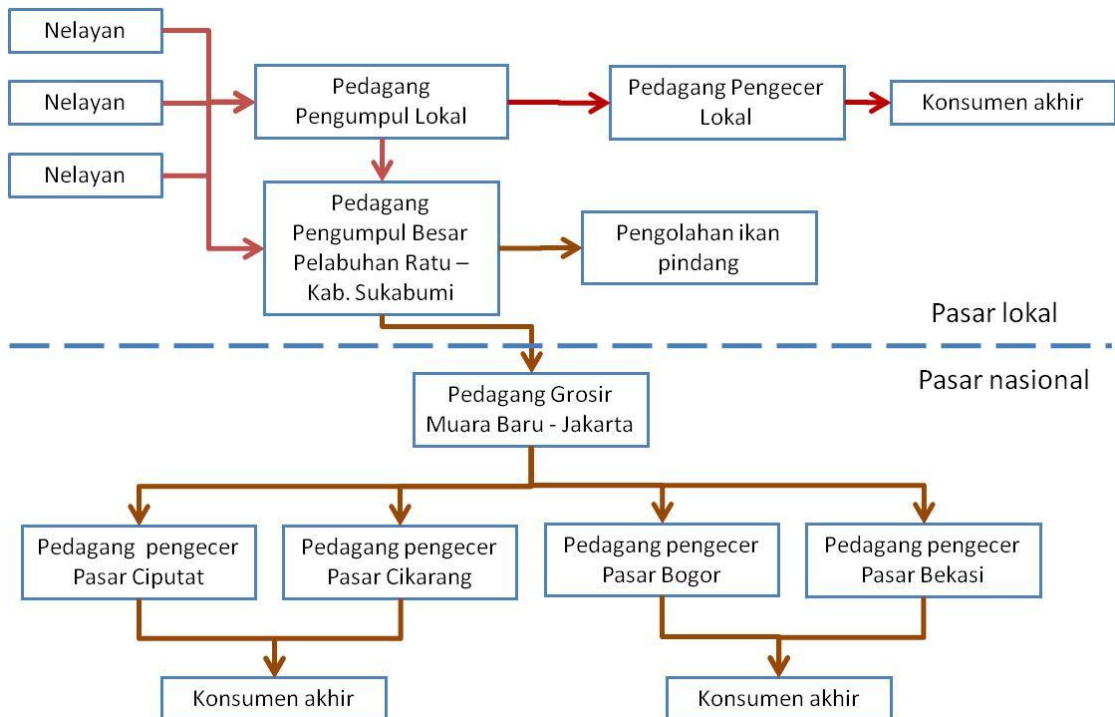 Nelayan
Nelayan
Nelayan
Pedagang
Pengumpul Lokal
Pedagang Pengecer
Lokal
Konsumen akhir
Pedagang
Pengumpul Besar
Pelabuhan Ratu –
Kab. Sukabumi
Pengolahan ikan
pindang
Pasar lokal
Pasar nasional
Pedagang Grosir
Muara Baru - Jakarta
Pedagang pengecer
Pasar Ciputat
Pedagang pengecer
Pasar Cikarang
Pedagang pengecer
Pasar Bogor
Pedagang pengecer
Pasar Bekasi
Konsumen akhir
Konsumen akhir